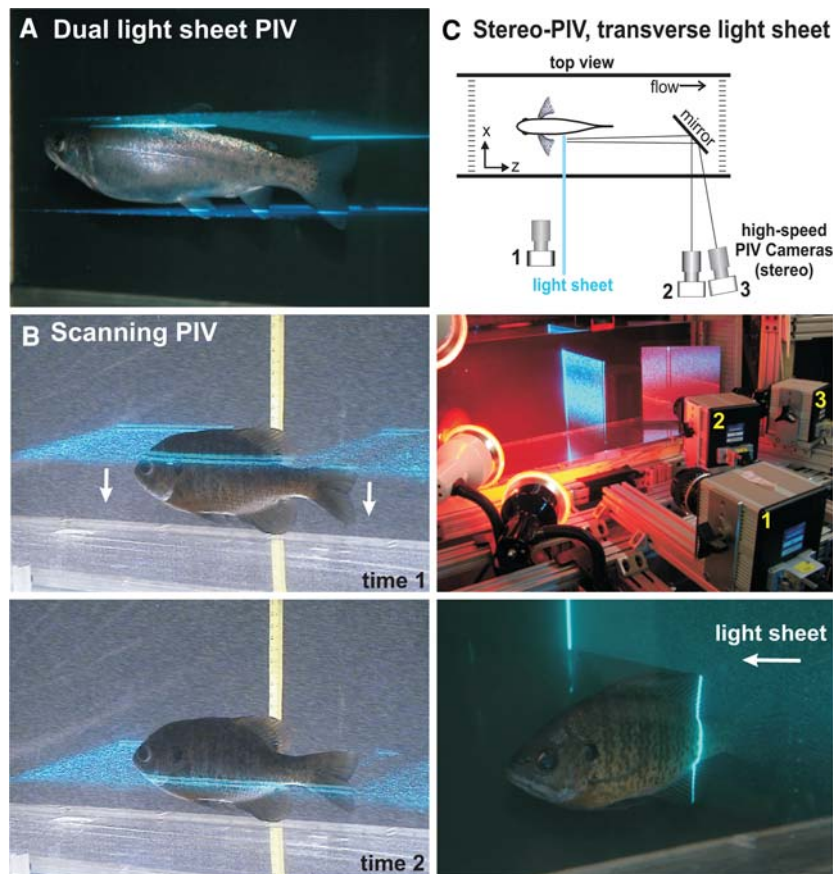 A Dual light sheet PIV
B Scanning PIV
time 1
time 2
C Stereo-PIV, transverse light sheet
top view
flow
mirror
x
z
1
high-speed
PIV Cameras
(stereo)
light sheet
2
3
2
3
1
light sheet